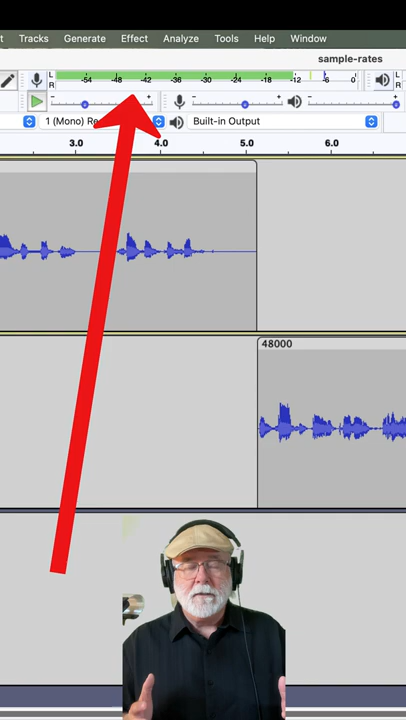 t Tracks Generate Effect Analyze Tools Help Window
sample-rates
L
R
-54 -48 -42 -36 -30 -24 -18 -12 -6 0
L
R
- + - + - +
1 (Mono) Re Built-in Output
3.0 4.0 5.0 6.0
48000